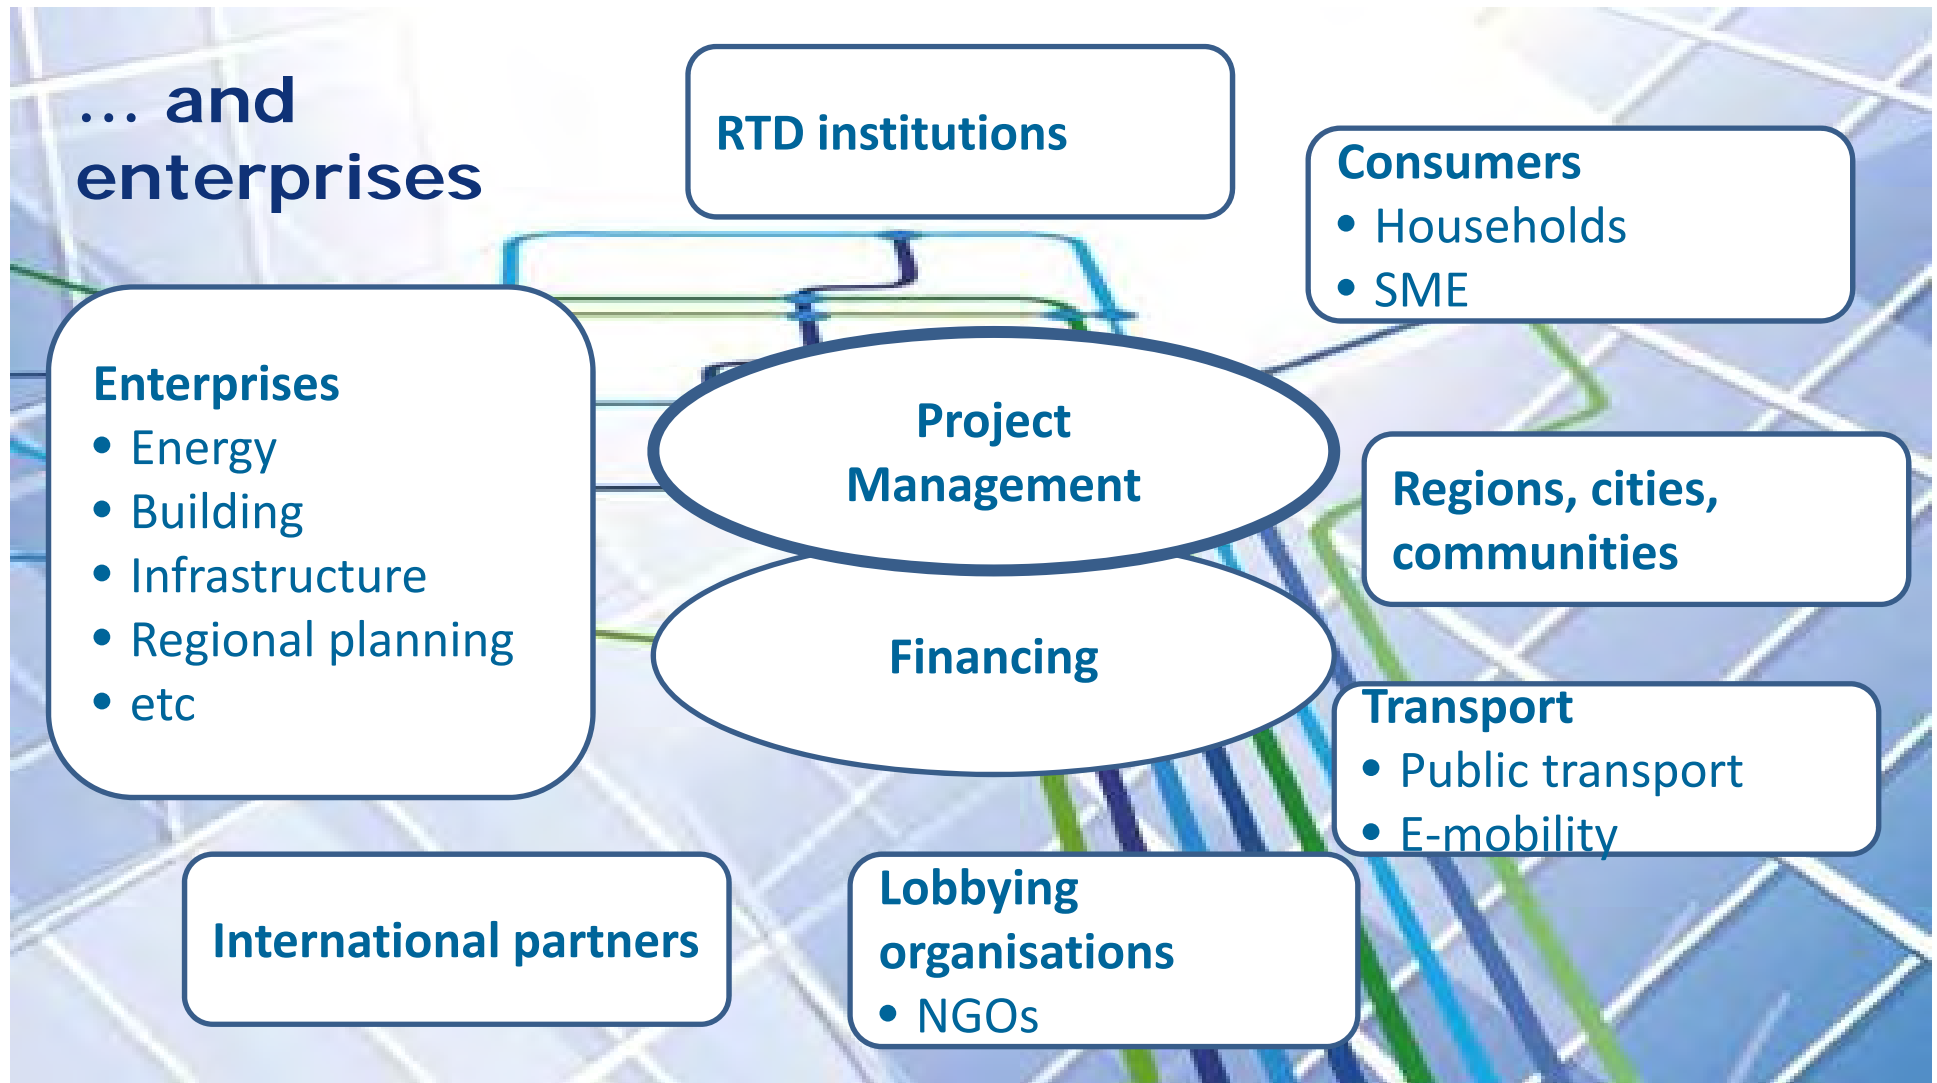 ... and
enterprises
RTD institutions
Consumers
• Households
• SME
Enterprises
• Energy
• Building
• Infrastructure
• Regional planning
• etc
Project
Management
Financing
Regions, cities,
communities
Transport
• Public transport
• E-mobility
International partners
Lobbying
organisations
• NGOs